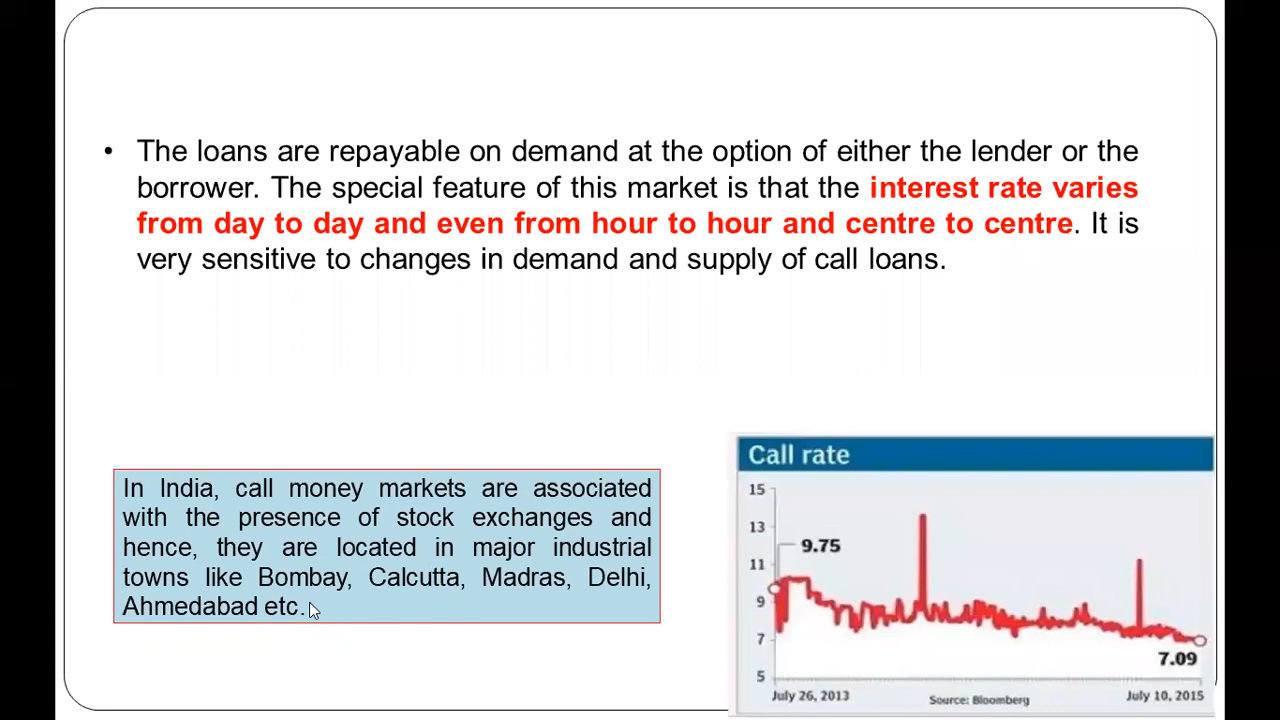 • The loans are repayable on demand at the option of either the lender or the
borrower. The special feature of this market is that the interest rate varies
from day to day and even from hour to hour and centre to centre. It is
very sensitive to changes in demand and supply of call loans.
In India, call money markets are associated
with the presence of stock exchanges and
hence, they are located in major industrial
towns like Bombay, Calcutta, Madras, Delhi,
Ahmedabad etc.
Call rate
15
13
9.75
11
9
7
7.09
5
July 26, 2013 Source: Bloomberg July 10, 2015